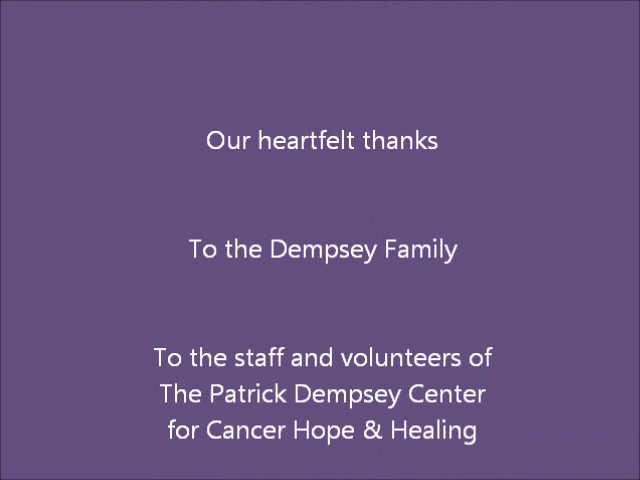 Our heartfelt thanks
To the Dempsey Family
To the staff and volunteers of
The Patrick Dempsey Center
for Cancer Hope & Healing